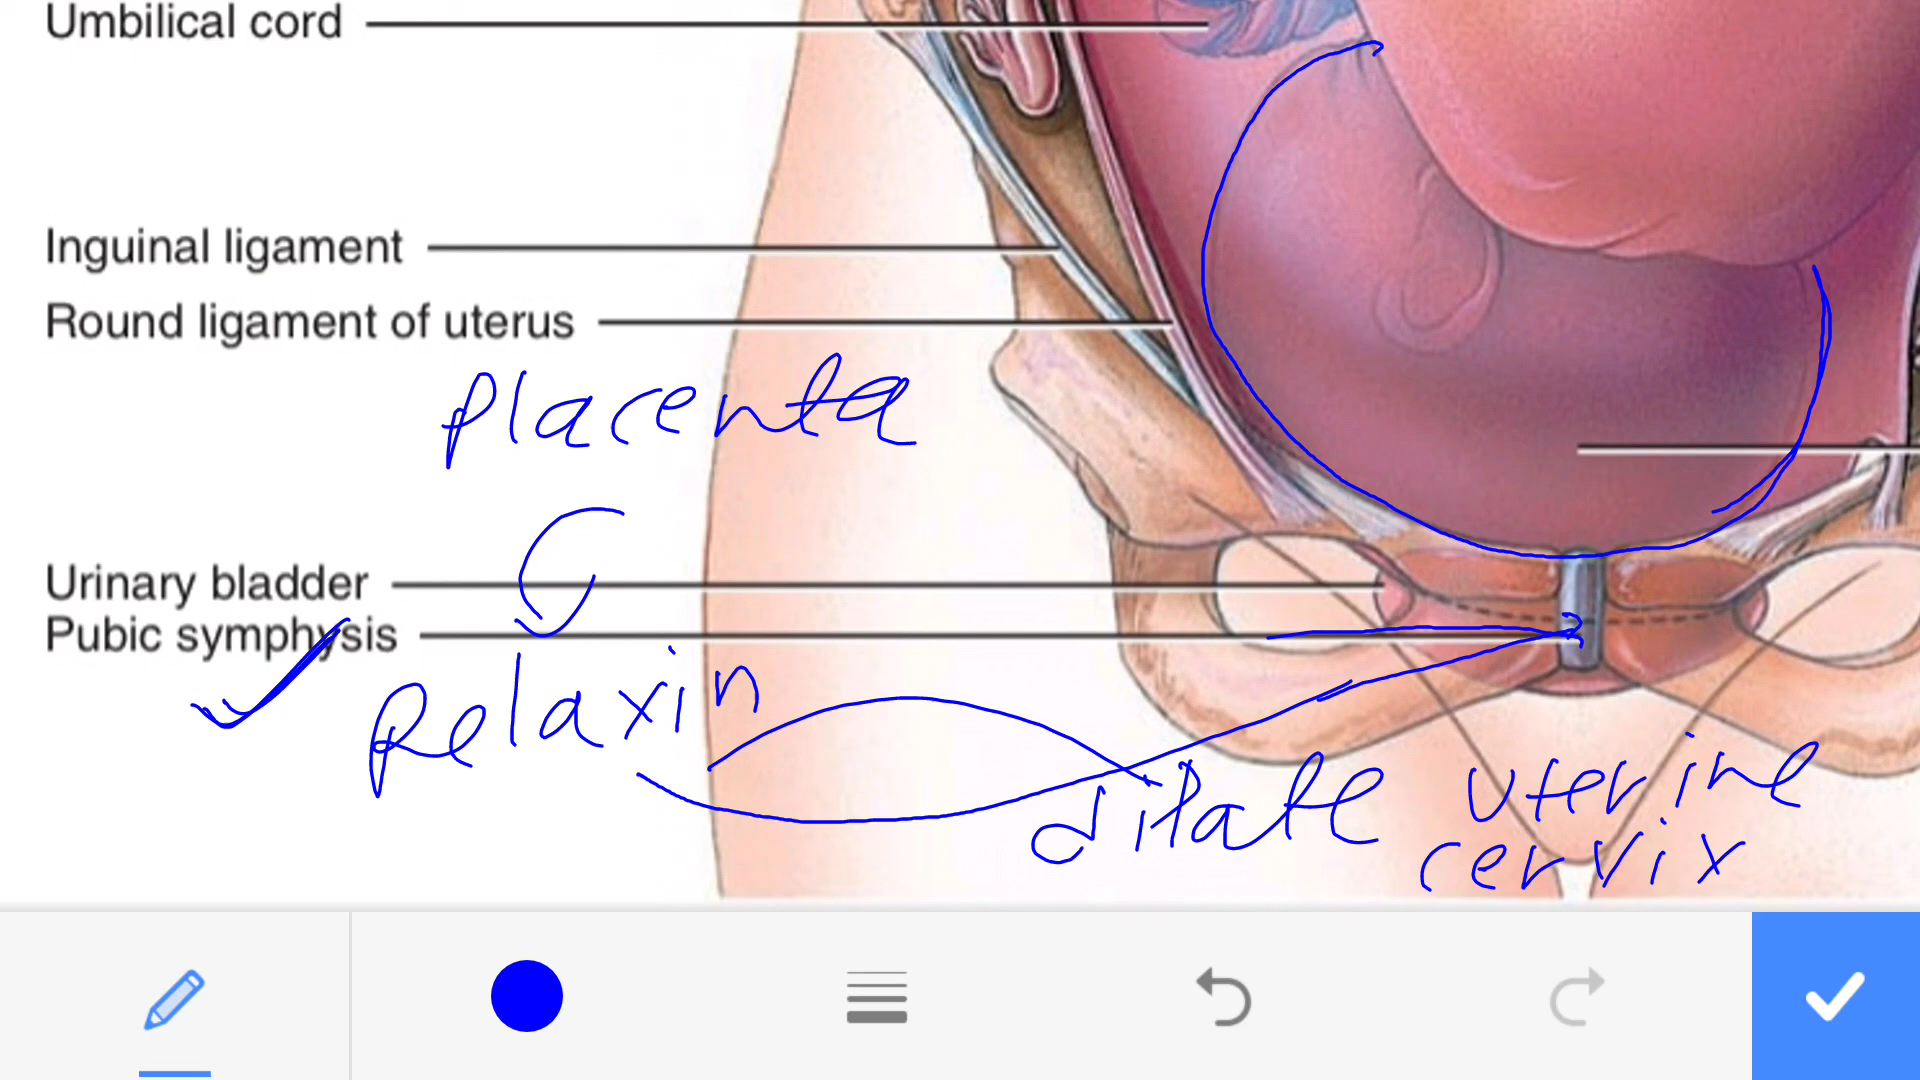 Umbilical cord
Inguinal ligament
Round ligament of uterus
placenta
Urinary bladder
Pubic symphysis
Relaxin
dilate uterine
cervix